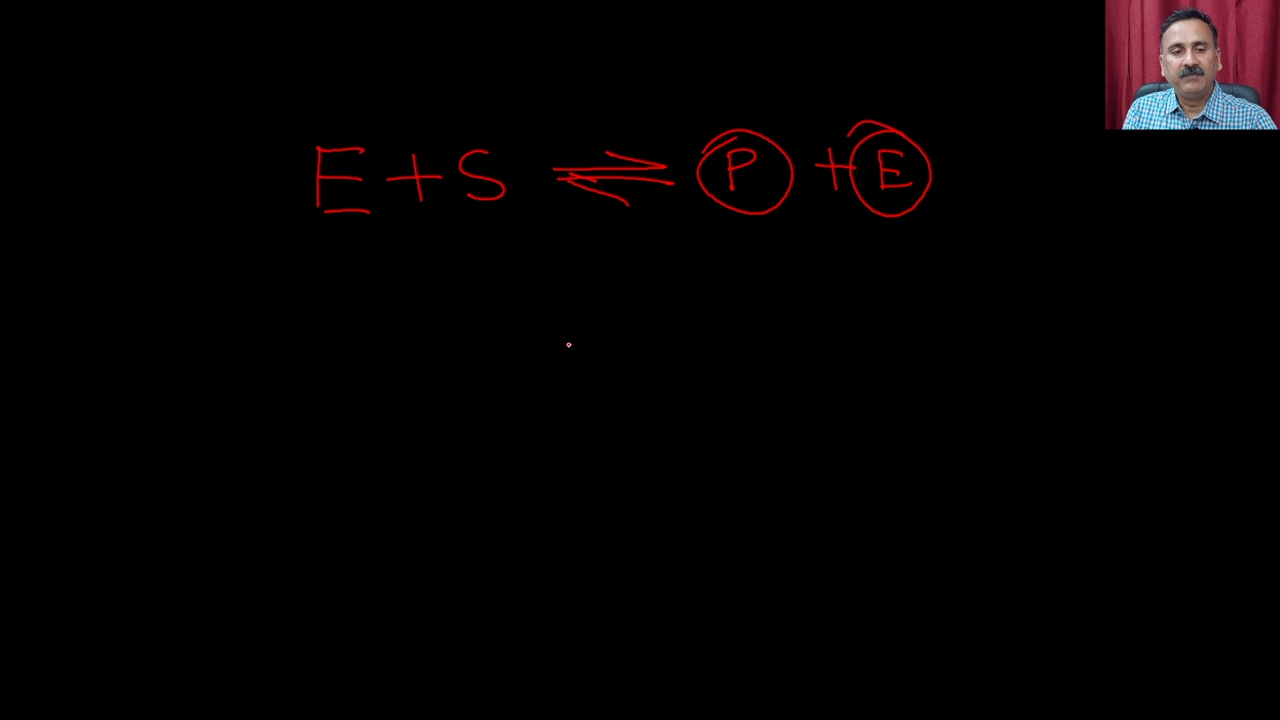 E + S ⇌ P + E